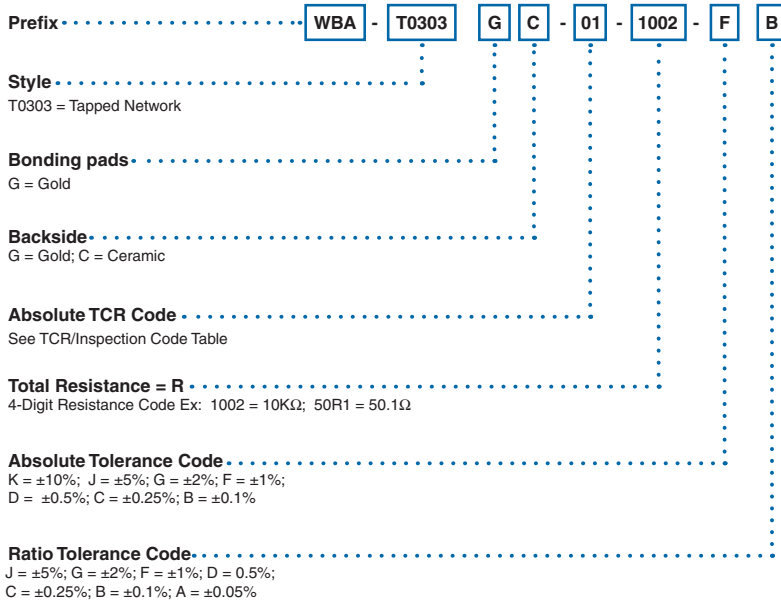 Prefix WBA - T0303 G C - 01 - 1002 - F B
Style
T0303 = Tapped Network
Bonding pads
G = Gold
Backside
G = Gold; C = Ceramic
Absolute TCR Code
See TCR/Inspection Code Table
Total Resistance = R
4-Digit Resistance Code Ex: 1002 = 10KΩ; 50R1 = 50.1Ω
Absolute Tolerance Code
K = ±10%; J = ±5%; G = ±2%; F = ±1%;
D = ±0.5%; C = ±0.25%; B = ±0.1%
Ratio Tolerance Code
J = ±5%; G = ±2%; F = ±1%; D = 0.5%;
C = ±0.25%; B = ±0.1%; A = ±0.05%